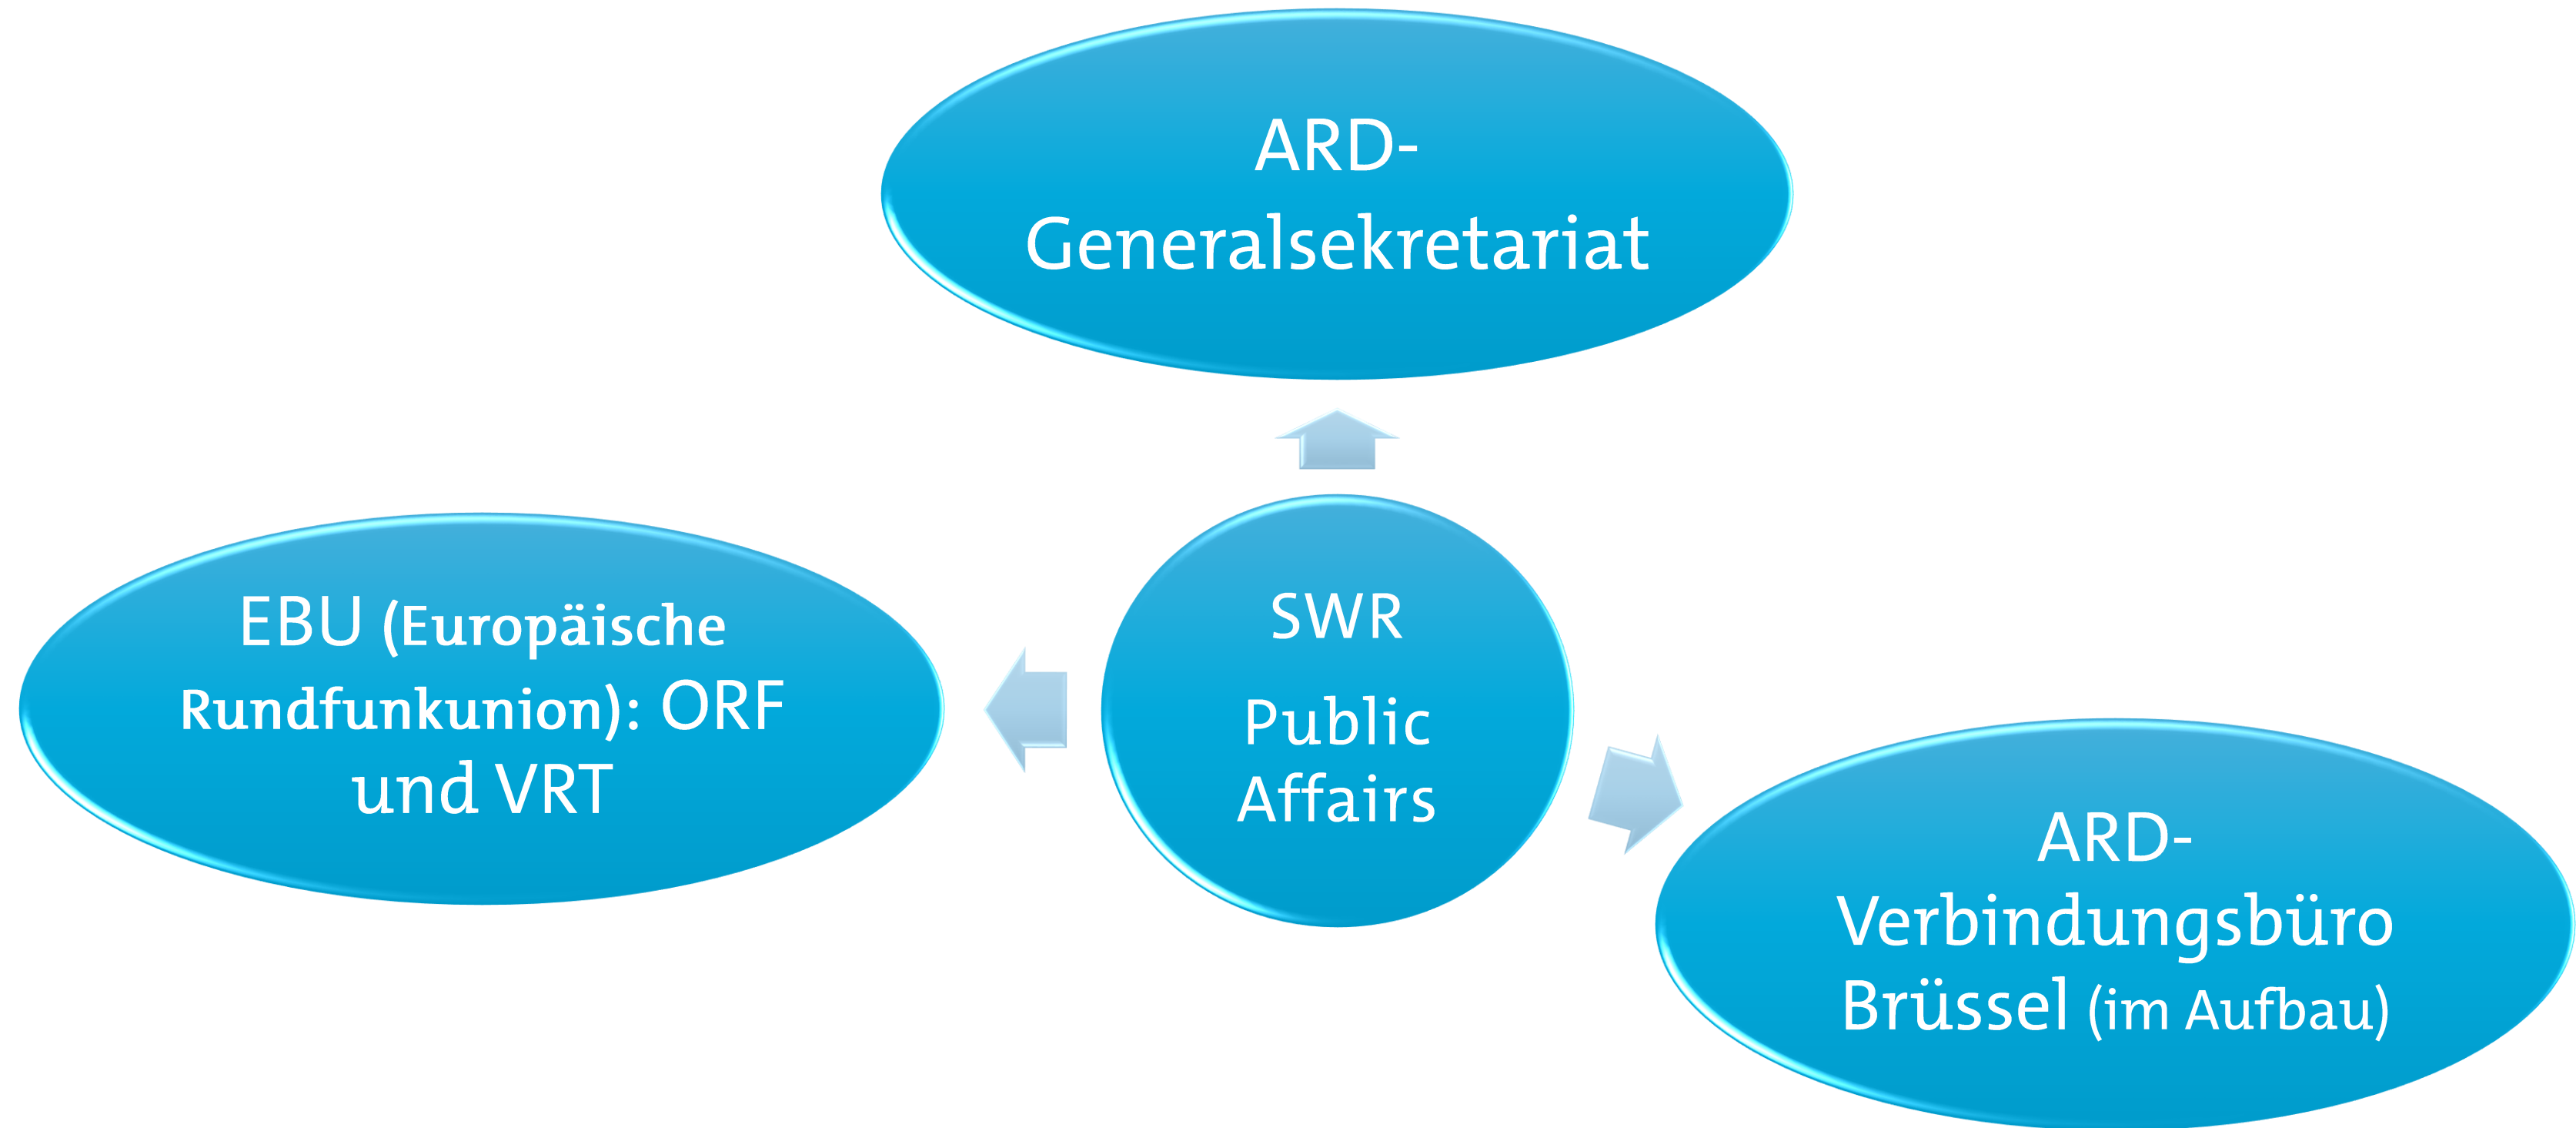 ARD-
Generalsekretariat
EBU (Europäische
Rundfunkunion): ORF
und VRT
SWR
Public
Affairs
ARD-
Verbindungsbüro
Brüssel (im Aufbau)